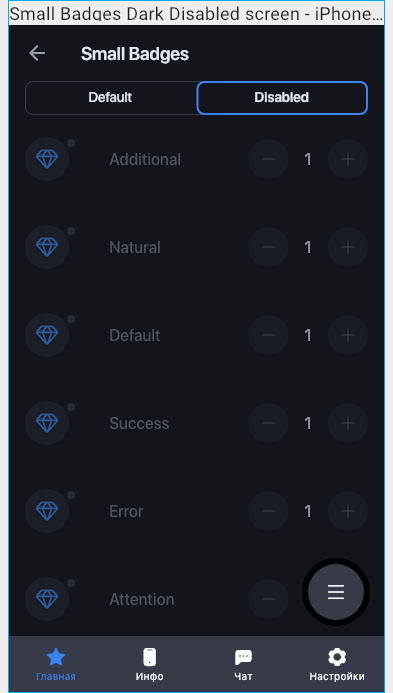 Small Badges Dark Disabled screen - iPhone...
Small Badges
Default Disabled
Additional 1
Natural 1
Default 1
Success 1
Error 1
Attention
Главная Инфо Чат Настройки